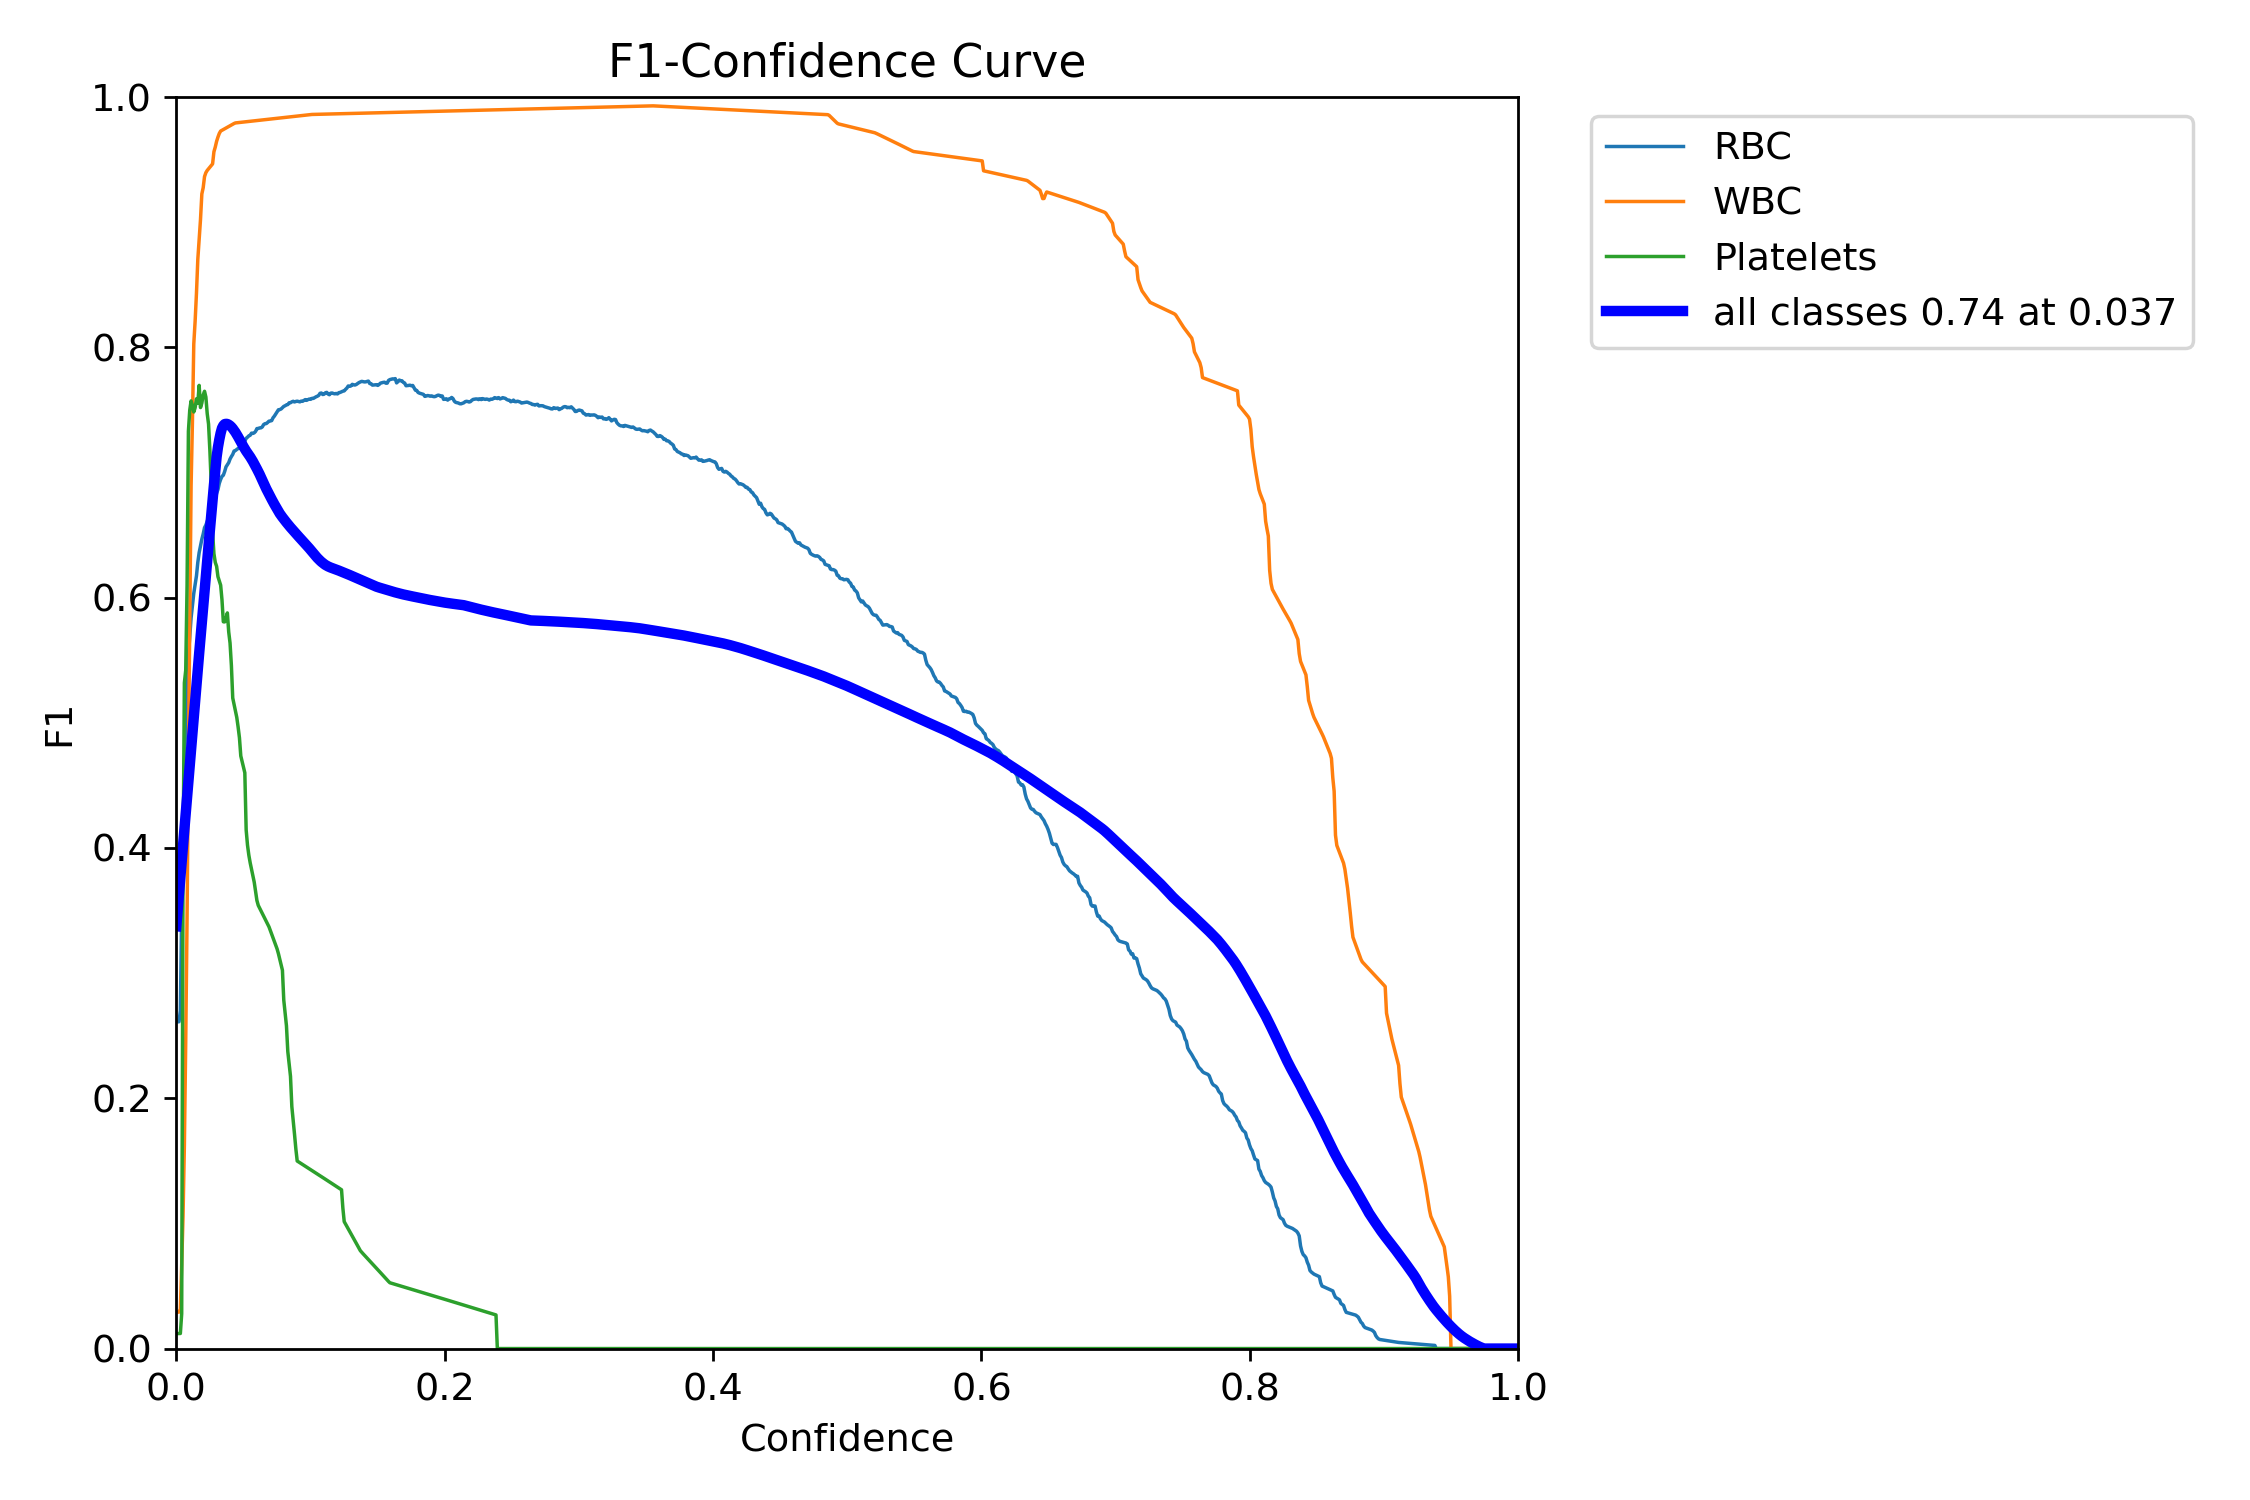 F1-Confidence Curve
1.0
0.8
0.6
0.4
0.2
0.0
F1
0.0 0.2 0.4 0.6 0.8 1.0
Confidence
RBC
WBC
Platelets
all classes 0.74 at 0.037